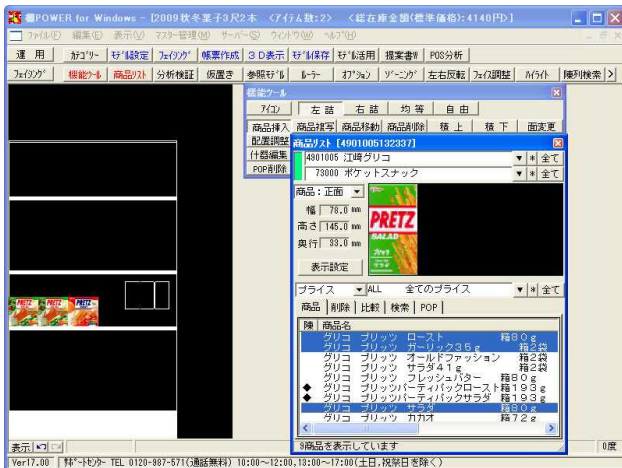 棚POWER for Windows - [2009秋冬菓子3尺2本 <ｱｲﾃﾑ数:2> <総在庫金額(標準価格):4140円>]
ﾌｧｲﾙ(F) 編集(E) 表示(V) ﾏｽﾀｰ管理(M) ｻｰﾊﾞｰ(S) ｳｨﾝﾄﾞｳ(W) ﾍﾙﾌﾟ(H)
運 用 ｶﾃｺﾞﾘｰ ﾓﾃﾞﾙ設定 ﾌｪｲｼﾝｸﾞ 帳票作成 3D表示 ﾓﾃﾞﾙ保存 ﾓﾃﾞﾙ活用 提案書W POS分析
ﾌｪｲｼﾝｸﾞ 機能ﾂｰﾙ 商品ﾘｽﾄ 分析検証 仮置き 参照ﾓﾃﾞﾙ ﾙｰﾗｰ ｵﾌﾟｼｮﾝ ｿﾞｰﾆﾝｸﾞ 左右反転 ﾌｪｲｽ調整 ﾊｲﾗｲﾄ 陳列検索
機能ﾂｰﾙ
ｱｲｺﾝ 左 詰 右 詰 均 等 自 由
商品挿入 商品複写 商品移動 商品削除 積 上 積 下 面変更
配置調整
什器編集
POP削除
商品ﾘｽﾄ [4901005132337]
4901005 江崎グリコ ＊ 全て
73000 ポケットスナック ＊ 全て
商品:正面
幅 78.0 mm
高さ 145.0 mm
奥行 33.0 mm
表示設定
PRETZ
SALAD
プライス ALL 全てのプライス ＊ 全て
商品 削除 比較 検索 POP
陳 商品名
グリコ プリッツ ロースト 箱80g
グリコ プリッツ ガーリック35g 箱2袋
グリコ プリッツ オールドファッション 箱2袋
グリコ プリッツ サラダ41g 箱2袋
グリコ プリッツ フレッシュバター 箱80g
◆ グリコ プリッツパーティパックロースト箱193g
◆ グリコ プリッツパーティパックサラダ 箱193g
グリコ プリッツ サラダ 箱80g
グリコ プリッツ カカオ 箱72g
9商品を表示しています
表示
0度
Ver17.00 ｻﾎﾟｰﾄｾﾝﾀｰ TEL 0120-987-571(通話無料) 10:00～12:00,13:00～17:00(土日,祝祭日を除く)